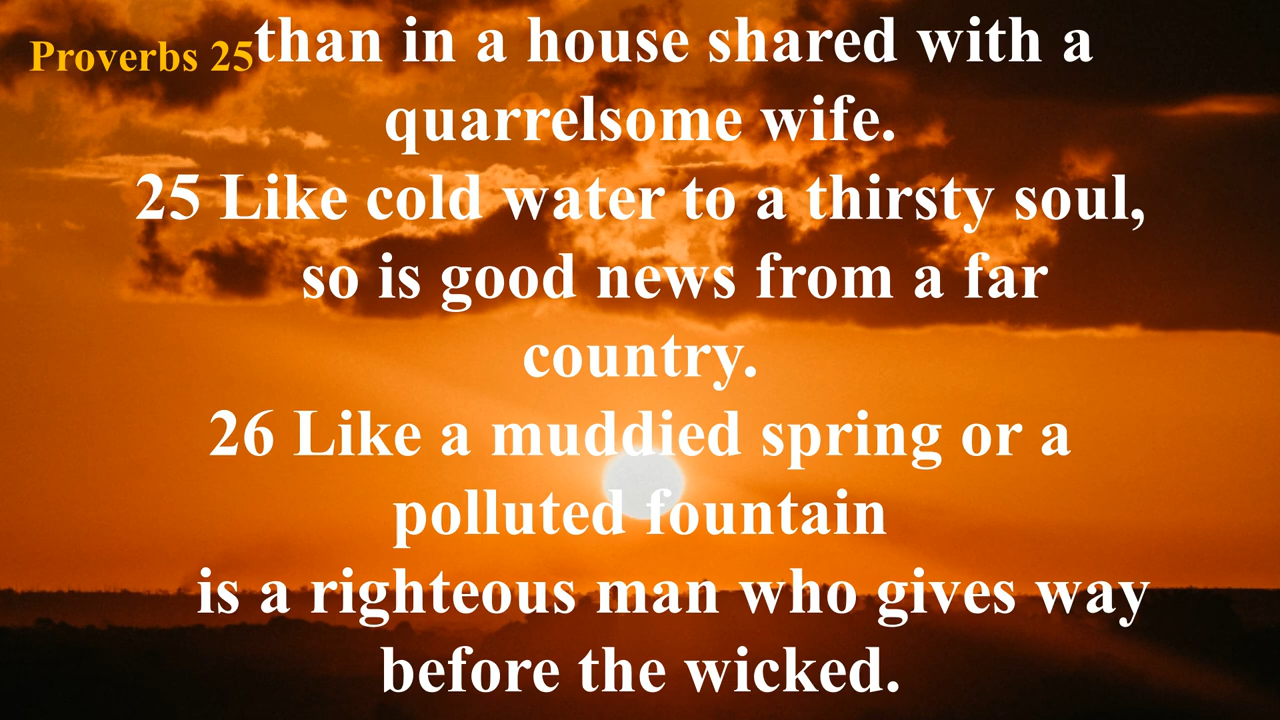 Proverbs 25
than in a house shared with a
quarrelsome wife.
25 Like cold water to a thirsty soul,
so is good news from a far
country.
26 Like a muddied spring or a
polluted fountain
is a righteous man who gives way
before the wicked.